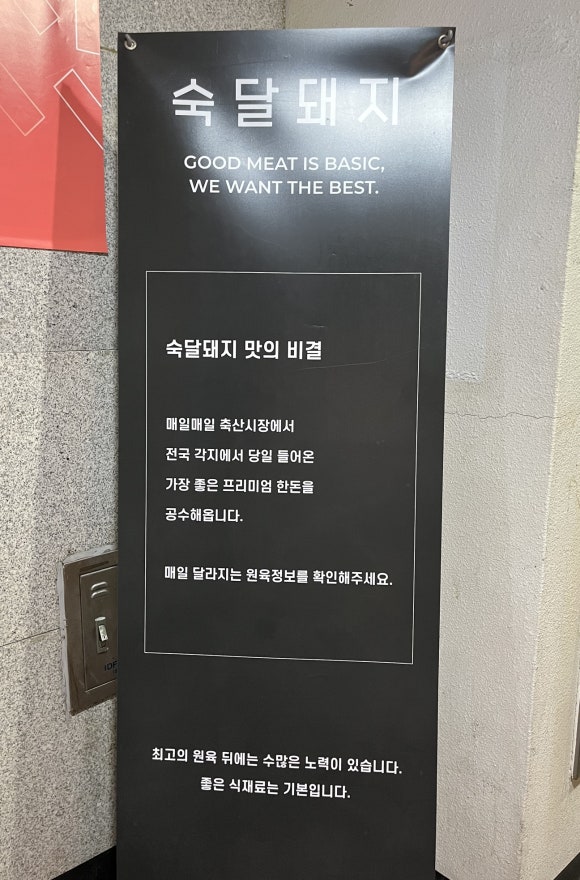 숙달돼지
GOOD MEAT IS BASIC,
WE WANT THE BEST.
숙달돼지 맛의 비결
매일매일 축산시장에서
전국 각지에서 당일 들어온
가장 좋은 프리미엄 한돈을
공수해옵니다.
매일 달라지는 원육정보를 확인해주세요.
최고의 원육 뒤에는 수많은 노력이 있습니다.
좋은 식재료는 기본입니다.